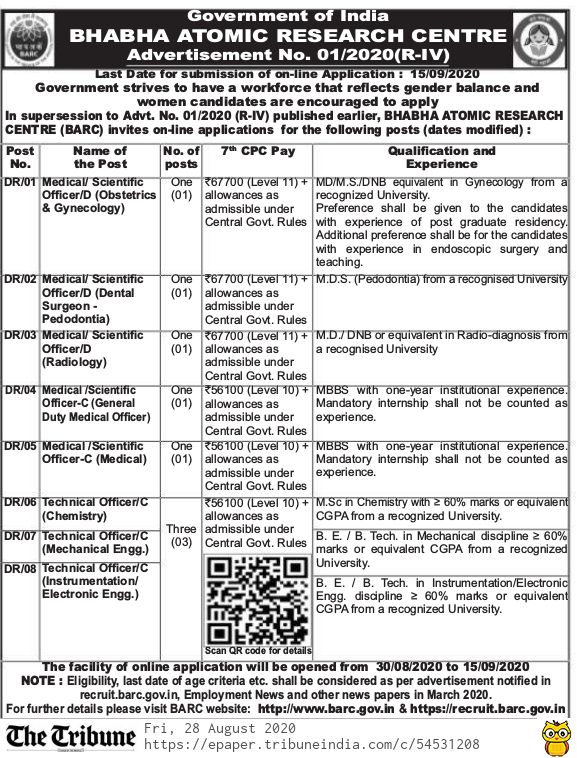 Government of India
BHABHA ATOMIC RESEARCH CENTRE
Advertisement No. 01/2020(R-IV)
BARC
Last Date for submission of on-line Application : 15/09/2020
Government strives to have a workforce that reflects gender balance and
women candidates are encouraged to apply
In supersession to Advt. No. 01/2020 (R-IV) published earlier, BHABHA ATOMIC RESEARCH
CENTRE (BARC) invites on-line applications for the following posts (dates modified) :
Post No. | Name of the Post | No. of posts | 7th CPC Pay | Qualification and Experience
DR/01 Medical/ Scientific
Officer/D (Obstetrics
& Gynecology)
One
(01)
₹67700 (Level 11) +
allowances as
admissible under
Central Govt. Rules
MD/M.S./DNB equivalent in Gynecology from a
recognized University.
Preference shall be given to the candidates
with experience of post graduate residency.
Additional preference shall be for the candidates
with experience in endoscopic surgery and
teaching.
DR/02 Medical/ Scientific
Officer/D (Dental
Surgeon -
Pedodontia)
One
(01)
₹67700 (Level 11) +
allowances as
admissible under
Central Govt. Rules
M.D.S. (Pedodontia) from a recognised University
DR/03 Medical/ Scientific
Officer/D
(Radiology)
One
(01)
₹67700 (Level 11) +
allowances as
admissible under
Central Govt. Rules
M.D./ DNB or equivalent in Radio-diagnosis from
a recognised University
DR/04 Medical /Scientific
Officer-C (General
Duty Medical Officer)
One
(01)
₹56100 (Level 10) +
allowances as
admissible under
Central Govt. Rules
MBBS with one-year institutional experience.
Mandatory internship shall not be counted as
experience.
DR/05 Medical /Scientific
Officer-C (Medical)
One
(01)
₹56100 (Level 10) +
allowances as
admissible under
Central Govt. Rules
MBBS with one-year institutional experience.
Mandatory internship shall not be counted as
experience.
DR/06 Technical Officer/C
(Chemistry)
DR/07 Technical Officer/C
(Mechanical Engg.)
DR/08 Technical Officer/C
(Instrumentation/
Electronic Engg.)
Three
(03)
₹56100 (Level 10) +
allowances as
admissible under
Central Govt. Rules
Scan QR code for details
M.Sc in Chemistry with ≥ 60% marks or equivalent
CGPA from a recognized University.
B. E. / B. Tech. in Mechanical discipline ≥ 60%
marks or equivalent CGPA from a recognized
University.
B. E. / B. Tech. in Instrumentation/Electronic
Engg. discipline ≥ 60% marks or equivalent
CGPA from a recognized University.
The facility of online application will be opened from 30/08/2020 to 15/09/2020
NOTE : Eligibility, last date of age criteria etc. shall be considered as per advertisement notified in
recruit.barc.gov.in, Employment News and other news papers in March 2020.
For further details please visit BARC website: http://www.barc.gov.in & https://recruit.barc.gov.in
The Tribune
Fri, 28 August 2020
https://epaper.tribuneindia.com/c/54531208